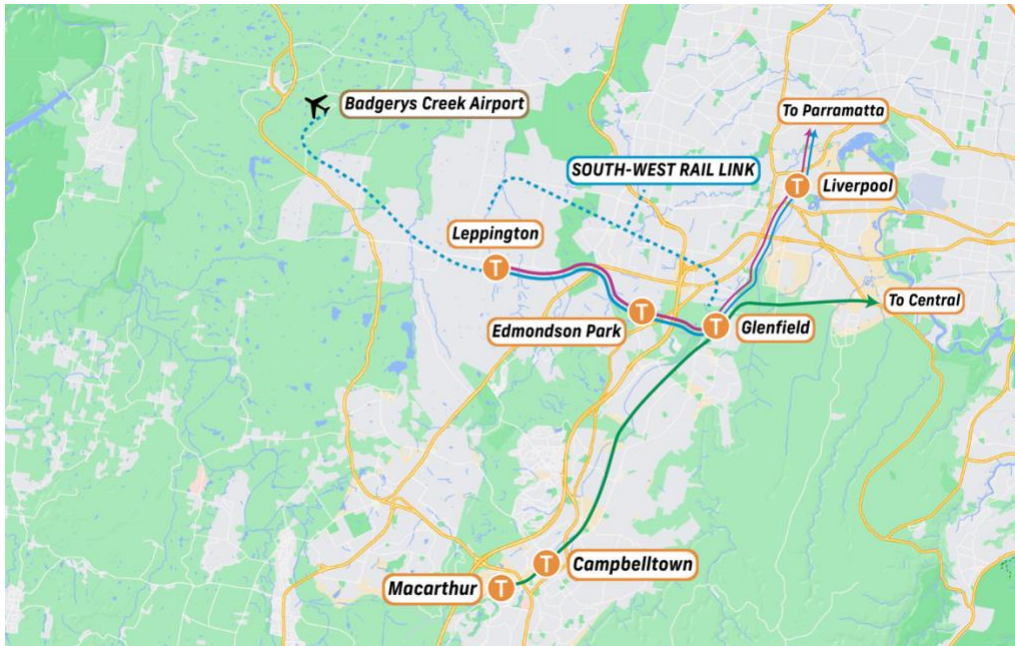 Badgerys Creek Airport
To Parramatta
SOUTH-WEST RAIL LINK
T
Liverpool
Leppington
T
To Central
T
Edmondson Park
T
Glenfield
T
Campbelltown
Macarthur
T